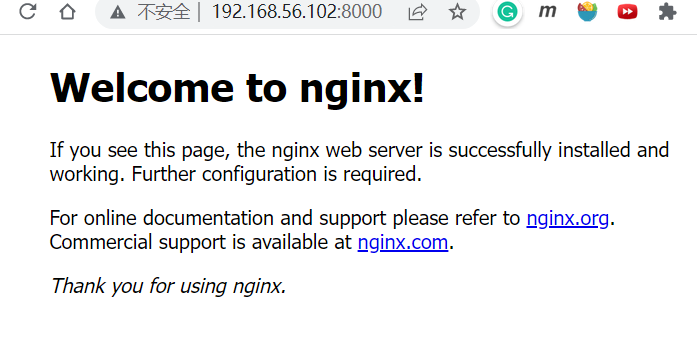 不安全 | 192.168.56.102:8000
Welcome to nginx!
If you see this page, the nginx web server is successfully installed and
working. Further configuration is required.
For online documentation and support please refer to nginx.org.
Commercial support is available at nginx.com.
Thank you for using nginx.